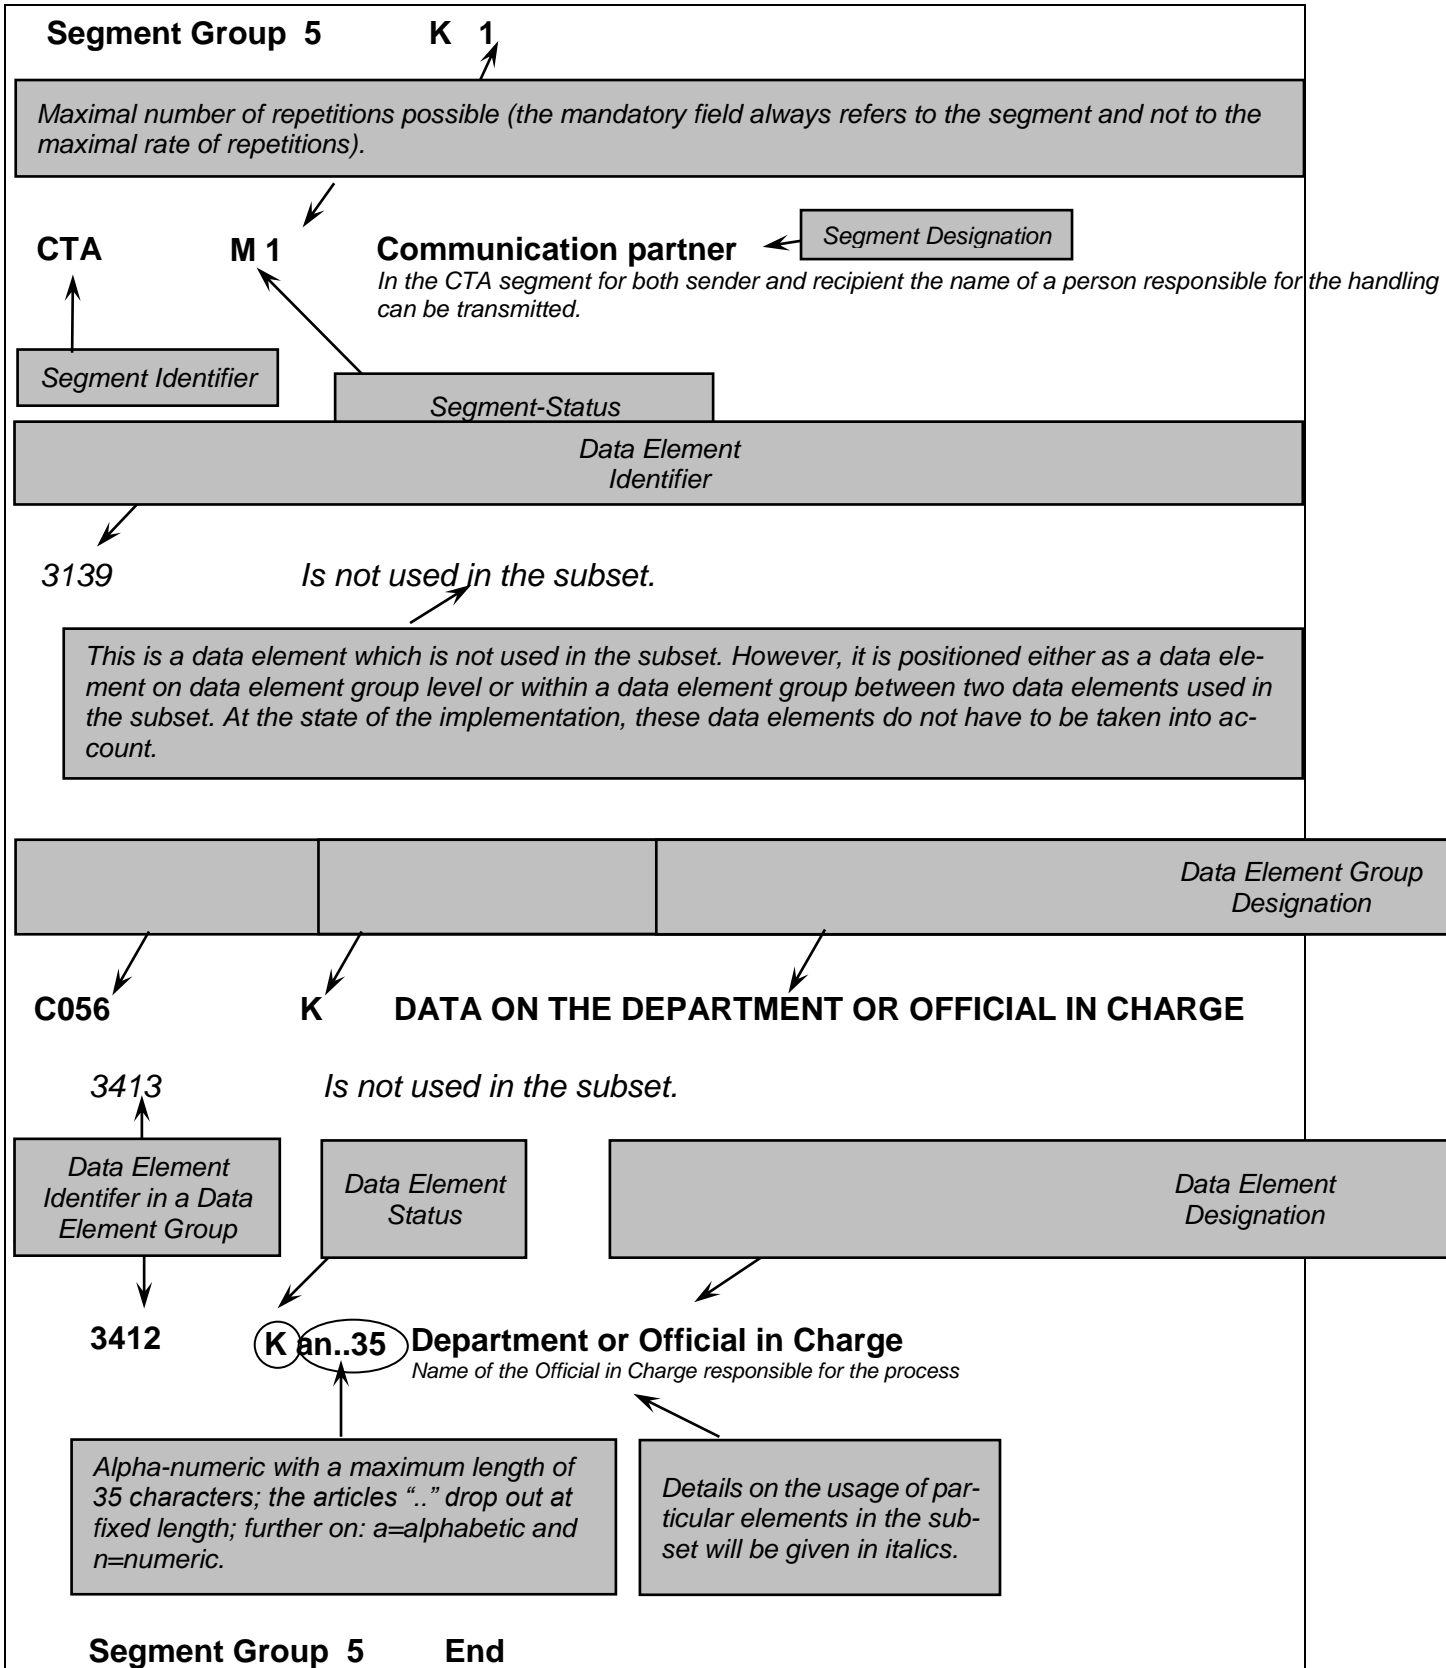 Segment Group 5 K 1
Maximal number of repetitions possible (the mandatory field always refers to the segment and not to the
maximal rate of repetitions).
CTA M 1 Communication partner Segment Designation
In the CTA segment for both sender and recipient the name of a person responsible for the handling
can be transmitted.
Segment Identifier
Segment-Status
Data Element
Identifier
3139 Is not used in the subset.
This is a data element which is not used in the subset. However, it is positioned either as a data ele-
ment on data element group level or within a data element group between two data elements used in
the subset. At the state of the implementation, these data elements do not have to be taken into ac-
count.
Data Element Group
Designation
C056 K DATA ON THE DEPARTMENT OR OFFICIAL IN CHARGE
3413 Is not used in the subset.
Data Element
Identifer in a Data
Element Group
Data Element
Status
Data Element
Designation
3412 K an..35 Department or Official in Charge
Name of the Official in Charge responsible for the process
Alpha-numeric with a maximum length of
35 characters; the articles “..” drop out at
fixed length; further on: a=alphabetic and
n=numeric.
Details on the usage of par-
ticular elements in the sub-
set will be given in italics.
Segment Group 5 End